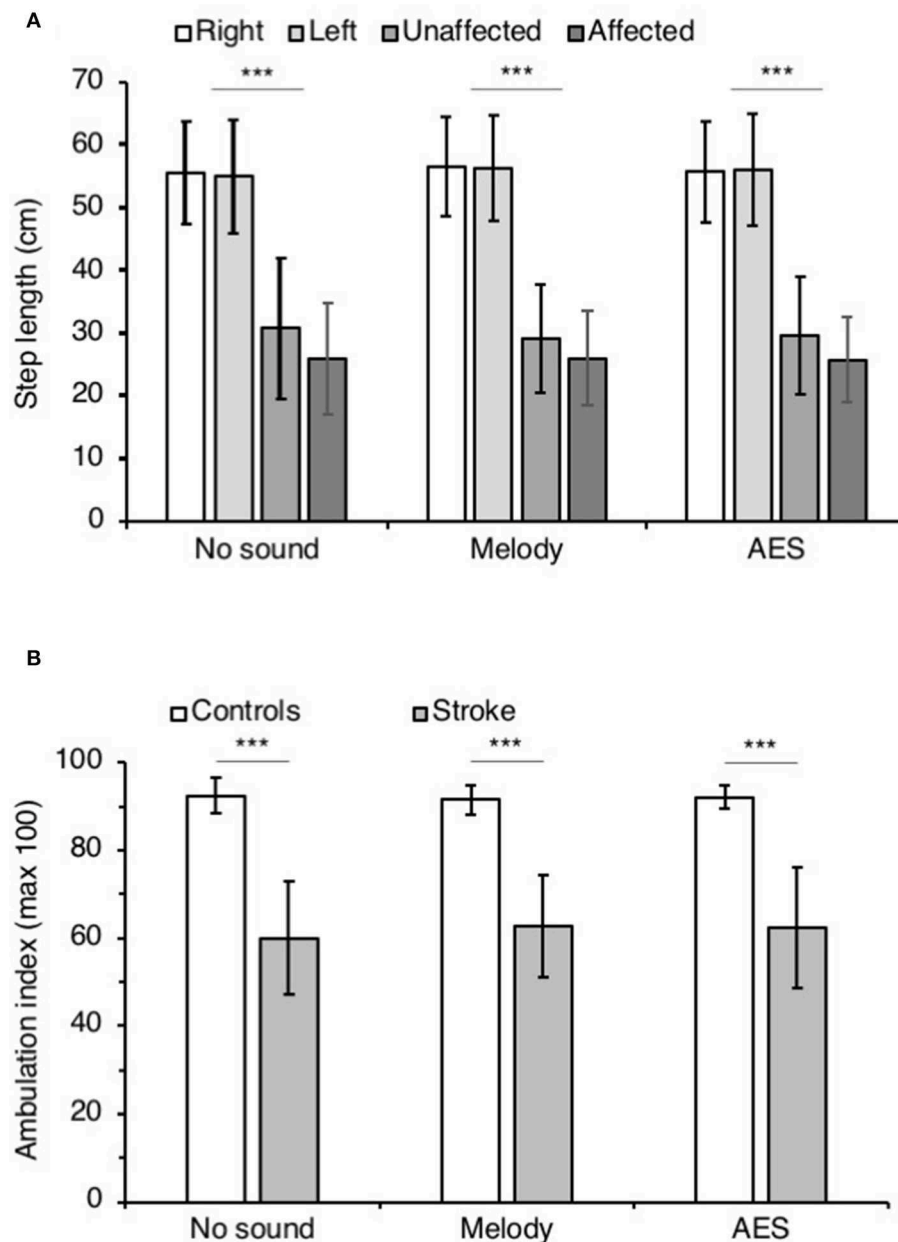 A
Right Left Unaffected Affected
*** *** ***
70
60
50
40
30
20
10
0
Step length (cm)
No sound Melody AES
B
Controls Stroke
*** *** ***
100
80
60
40
20
0
Ambulation index (max 100)
No sound Melody AES